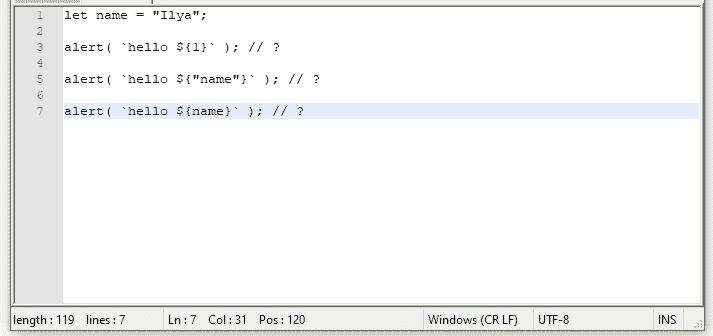 1 let name = "Ilya";
2
3 alert( `hello ${1}` ); // ?
4
5 alert( `hello ${"name"}` ); // ?
6
7 alert( `hello ${name}` ); // ?
length : 119 lines : 7 Ln : 7 Col : 31 Pos : 120 Windows (CR LF) UTF-8 INS